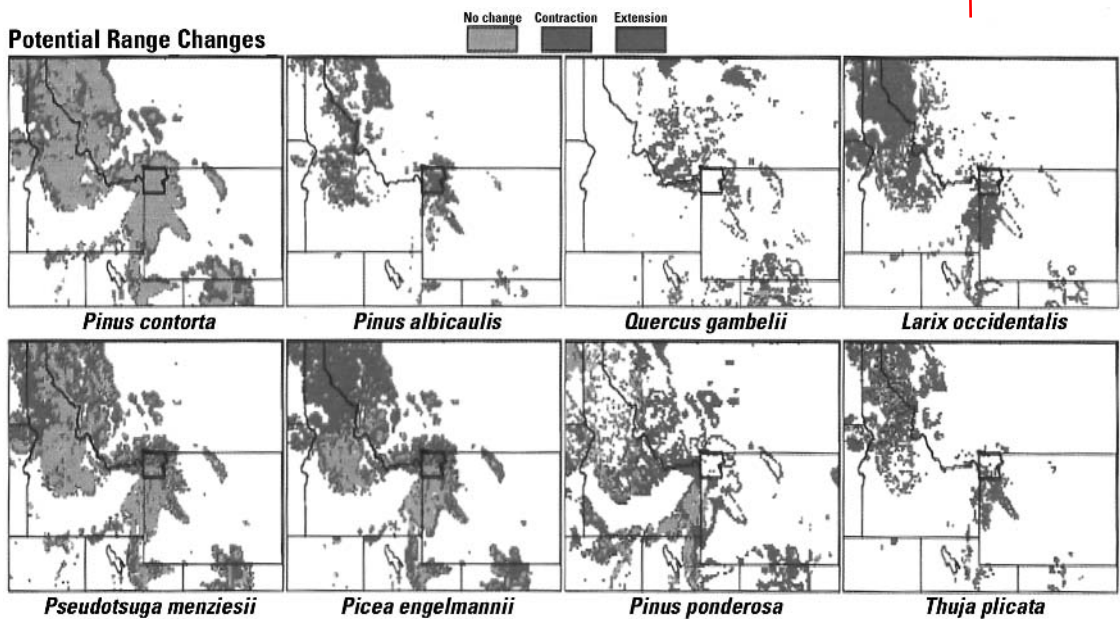 No change Contraction Extension
Potential Range Changes
Pinus contorta Pinus albicaulis Quercus gambelii Larix occidentalis
Pseudotsuga menziesii Picea engelmannii Pinus ponderosa Thuja plicata